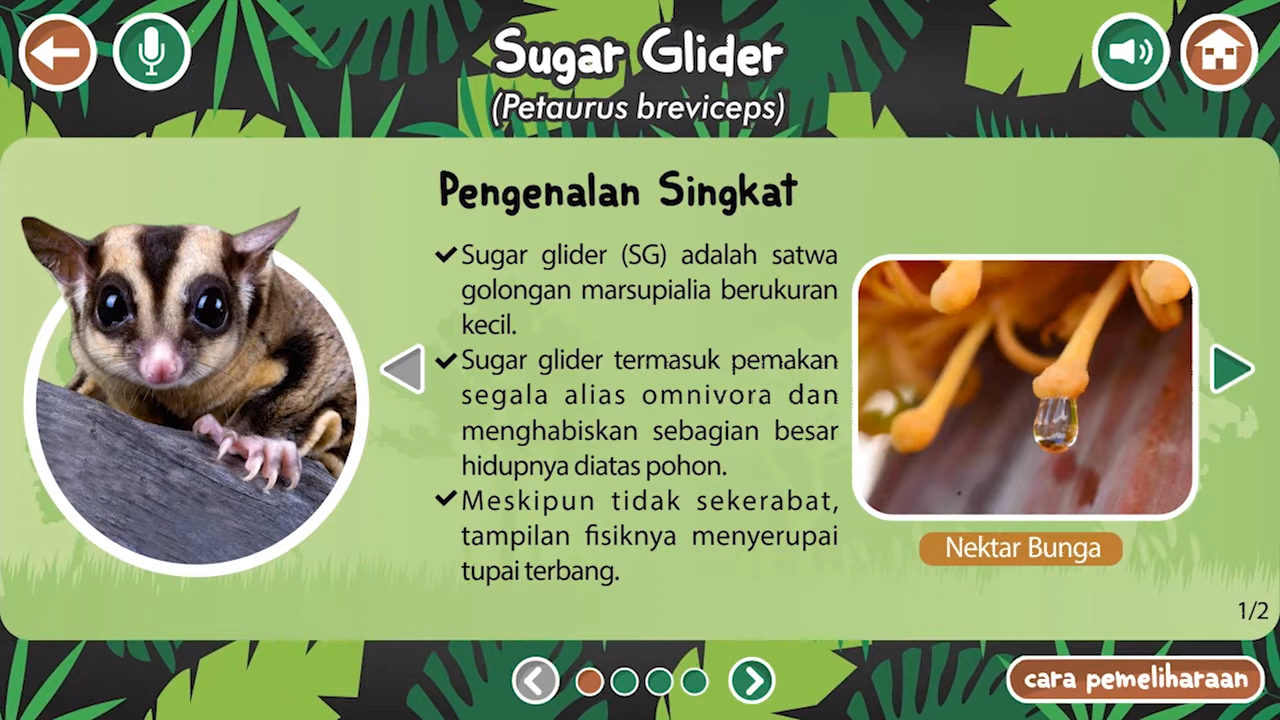 Sugar Glider
(Petaurus breviceps)
Pengenalan Singkat
Sugar glider (SG) adalah satwa
golongan marsupialia berukuran
kecil.
Sugar glider termasuk pemakan
segala alias omnivora dan
menghabiskan sebagian besar
hidupnya diatas pohon.
Meskipun tidak sekerabat,
tampilan fisiknya menyerupai
tupai terbang.
Nektar Bunga
1/2
cara pemeliharaan